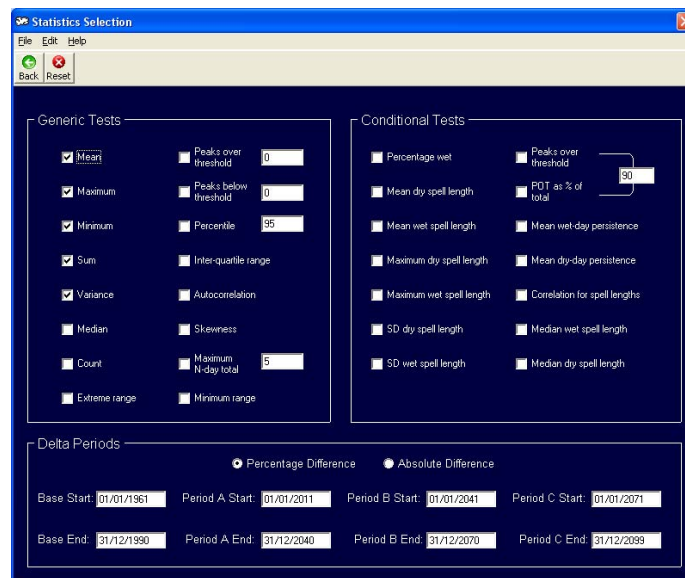 Statistics Selection
File Edit Help
Back Reset
Generic Tests
Mean
Peaks over
threshold
0
Maximum
Peaks below
threshold
0
Minimum
Percentile
95
Sum
Inter-quartile range
Variance
Autocorrelation
Median
Skewness
Count
Maximum
N-day total
5
Extreme range
Minimum range
Conditional Tests
Percentage wet
Peaks over
threshold
90
Mean dry spell length
POT as % of
total
Mean wet spell length
Mean wet-day persistence
Maximum dry spell length
Mean dry-day persistence
Maximum wet spell length
Correlation for spell lengths
SD dry spell length
Median wet spell length
SD wet spell length
Median dry spell length
Delta Periods
Percentage Difference Absolute Difference
Base Start: 01/01/1961 Period A Start: 01/01/2011 Period B Start: 01/01/2041 Period C Start: 01/01/2071
Base End: 31/12/1990 Period A End: 31/12/2040 Period B End: 31/12/2070 Period C End: 31/12/2099